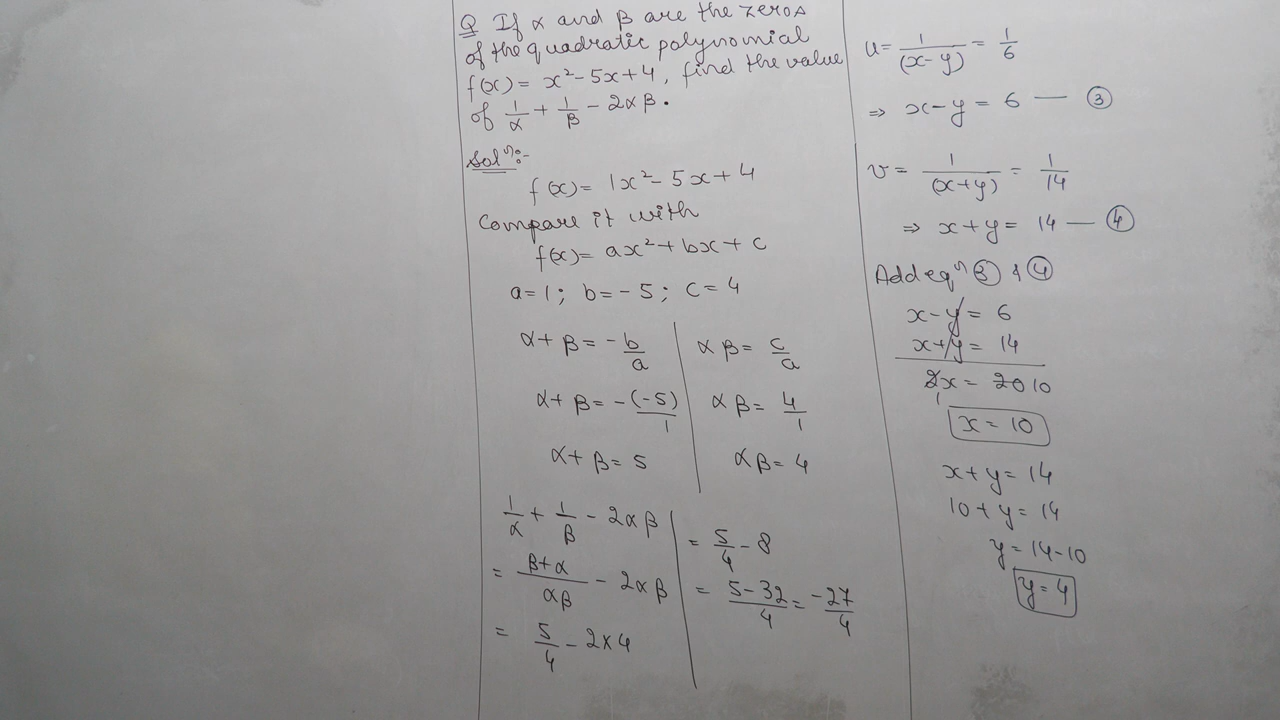 Q If α and β are the zeros
of the quadratic polynomial
f(x) = x² - 5x + 4, find the value
of 1/α + 1/β - 2αβ.
Solⁿ:-
f(x) = 1x² - 5x + 4
Compare it with
f(x) = ax² + bx + c
a = 1; b = - 5; c = 4
α + β = - b/a
α + β = - (-5)/1
α + β = 5
αβ = c/a
αβ = 4/1
αβ = 4
1/α + 1/β - 2αβ
= β+α/αβ - 2αβ
= 5/4 - 2×4
= 5/4 - 8
= 5-32/4 = -27/4
u = 1/(x-y) = 1/6
⇒ x - y = 6 — ③
v = 1/(x+y) = 1/14
⇒ x + y = 14 — ④
Add eqⁿ ③ & ④
x - y = 6
x + y = 14
2x = 20 10
1
x = 10
x + y = 14
10 + y = 14
y = 14 - 10
y = 4